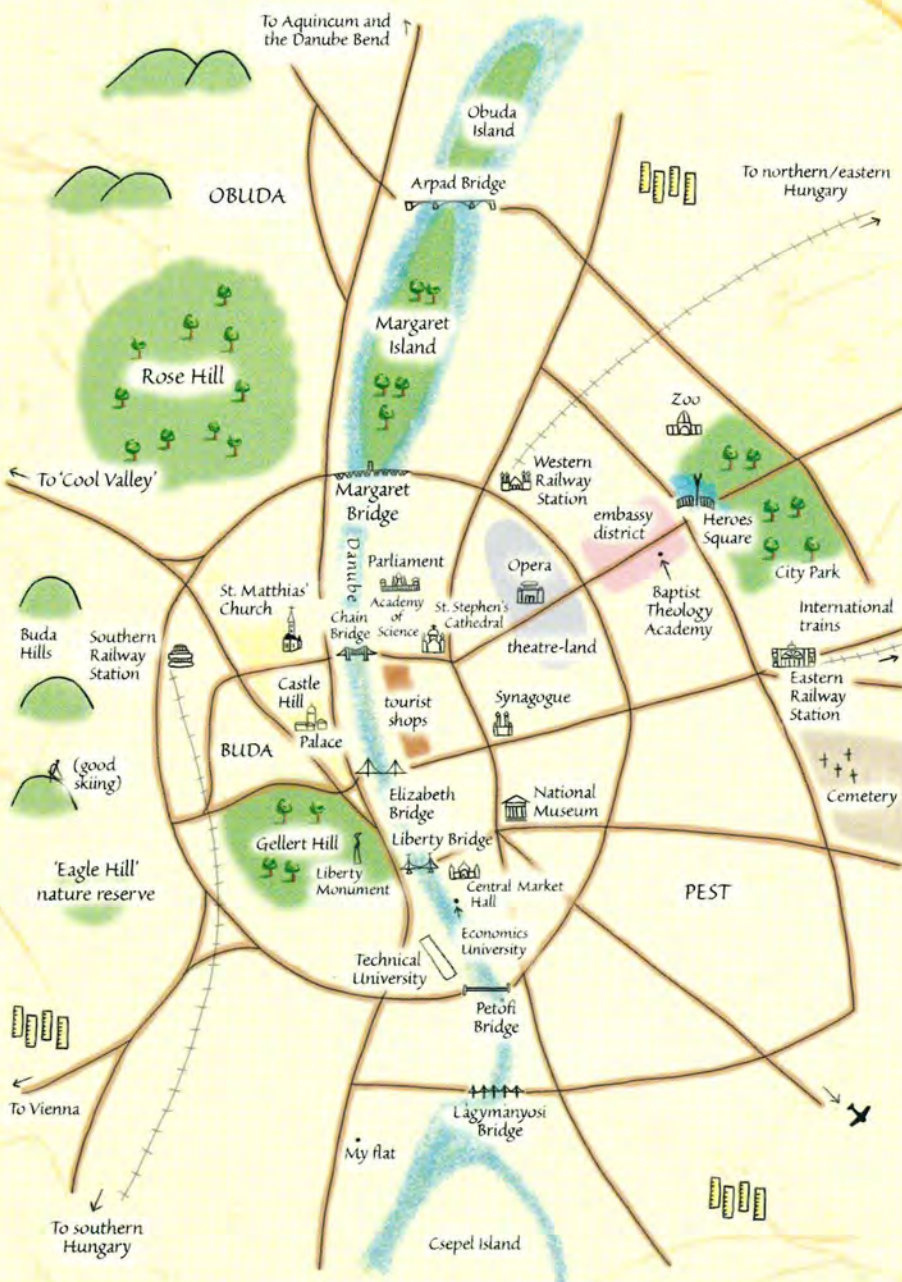 To Aquincum and
the Danube Bend
Obuda
Island
Arpad Bridge
To northern/eastern
Hungary
OBUDA
Margaret
Island
Rose Hill
Zoo
To 'Cool Valley'
Margaret
Bridge
Western
Railway
Station
embassy
district
Heroes
Square
City Park
Danube
Parliament
Opera
Baptist
Theology
Academy
St. Matthias'
Church
Academy
of
Science
St. Stephen's
Cathedral
theatre-land
International
trains
Buda
Hills
Southern
Railway
Station
Chain
Bridge
Eastern
Railway
Station
Castle
Hill
tourist
shops
Synagogue
Palace
BUDA
(good
skiing)
Elizabeth
Bridge
National
Museum
Cemetery
Gellert Hill
Liberty Bridge
Liberty
Monument
Central Market
Hall
PEST
'Eagle Hill'
nature reserve
Economics
University
Technical
University
Petofi
Bridge
To Vienna
Lágymányosi
Bridge
My flat
To southern
Hungary
Csepel Island